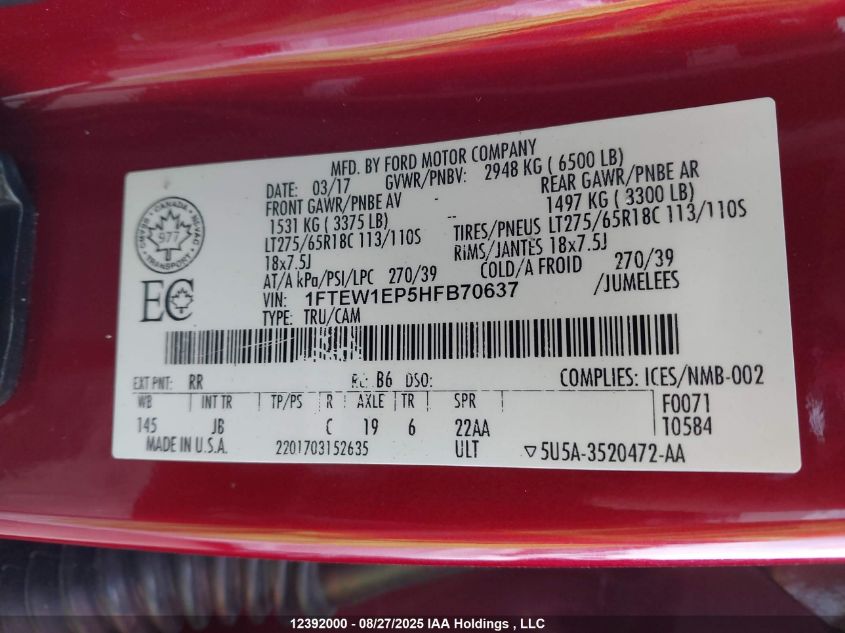 MFD. BY FORD MOTOR COMPANY
DATE: 03/17 GVWR/PNBV: 2948 KG ( 6500 LB)
FRONT GAWR/PNBE AV REAR GAWR/PNBE AR
1531 KG ( 3375 LB) -- 1497 KG ( 3300 LB)
LT275/65R18C 113/110S TIRES/PNEUS LT275/65R18C 113/110S
18x7.5J RIMS/JANTES 18x7.5J
AT/A kPa/PSI/LPC 270/39 COLD/A FROID 270/39
VIN: 1FTEW1EP5HFB70637 /JUMELEES
TYPE: TRU/CAM
CANADA
977
TRANSPORT
EC
EXT PNT: RR RC: B6 DSO: COMPLIES: ICES/NMB-002
WB INT TR TP/PS R AXLE TR SPR F0071
145 JB C 19 6 22AA T0584
MADE IN U.S.A. 2201703152635 ULT ▽5U5A-3520472-AA
12392000 - 08/27/2025 IAA Holdings , LLC